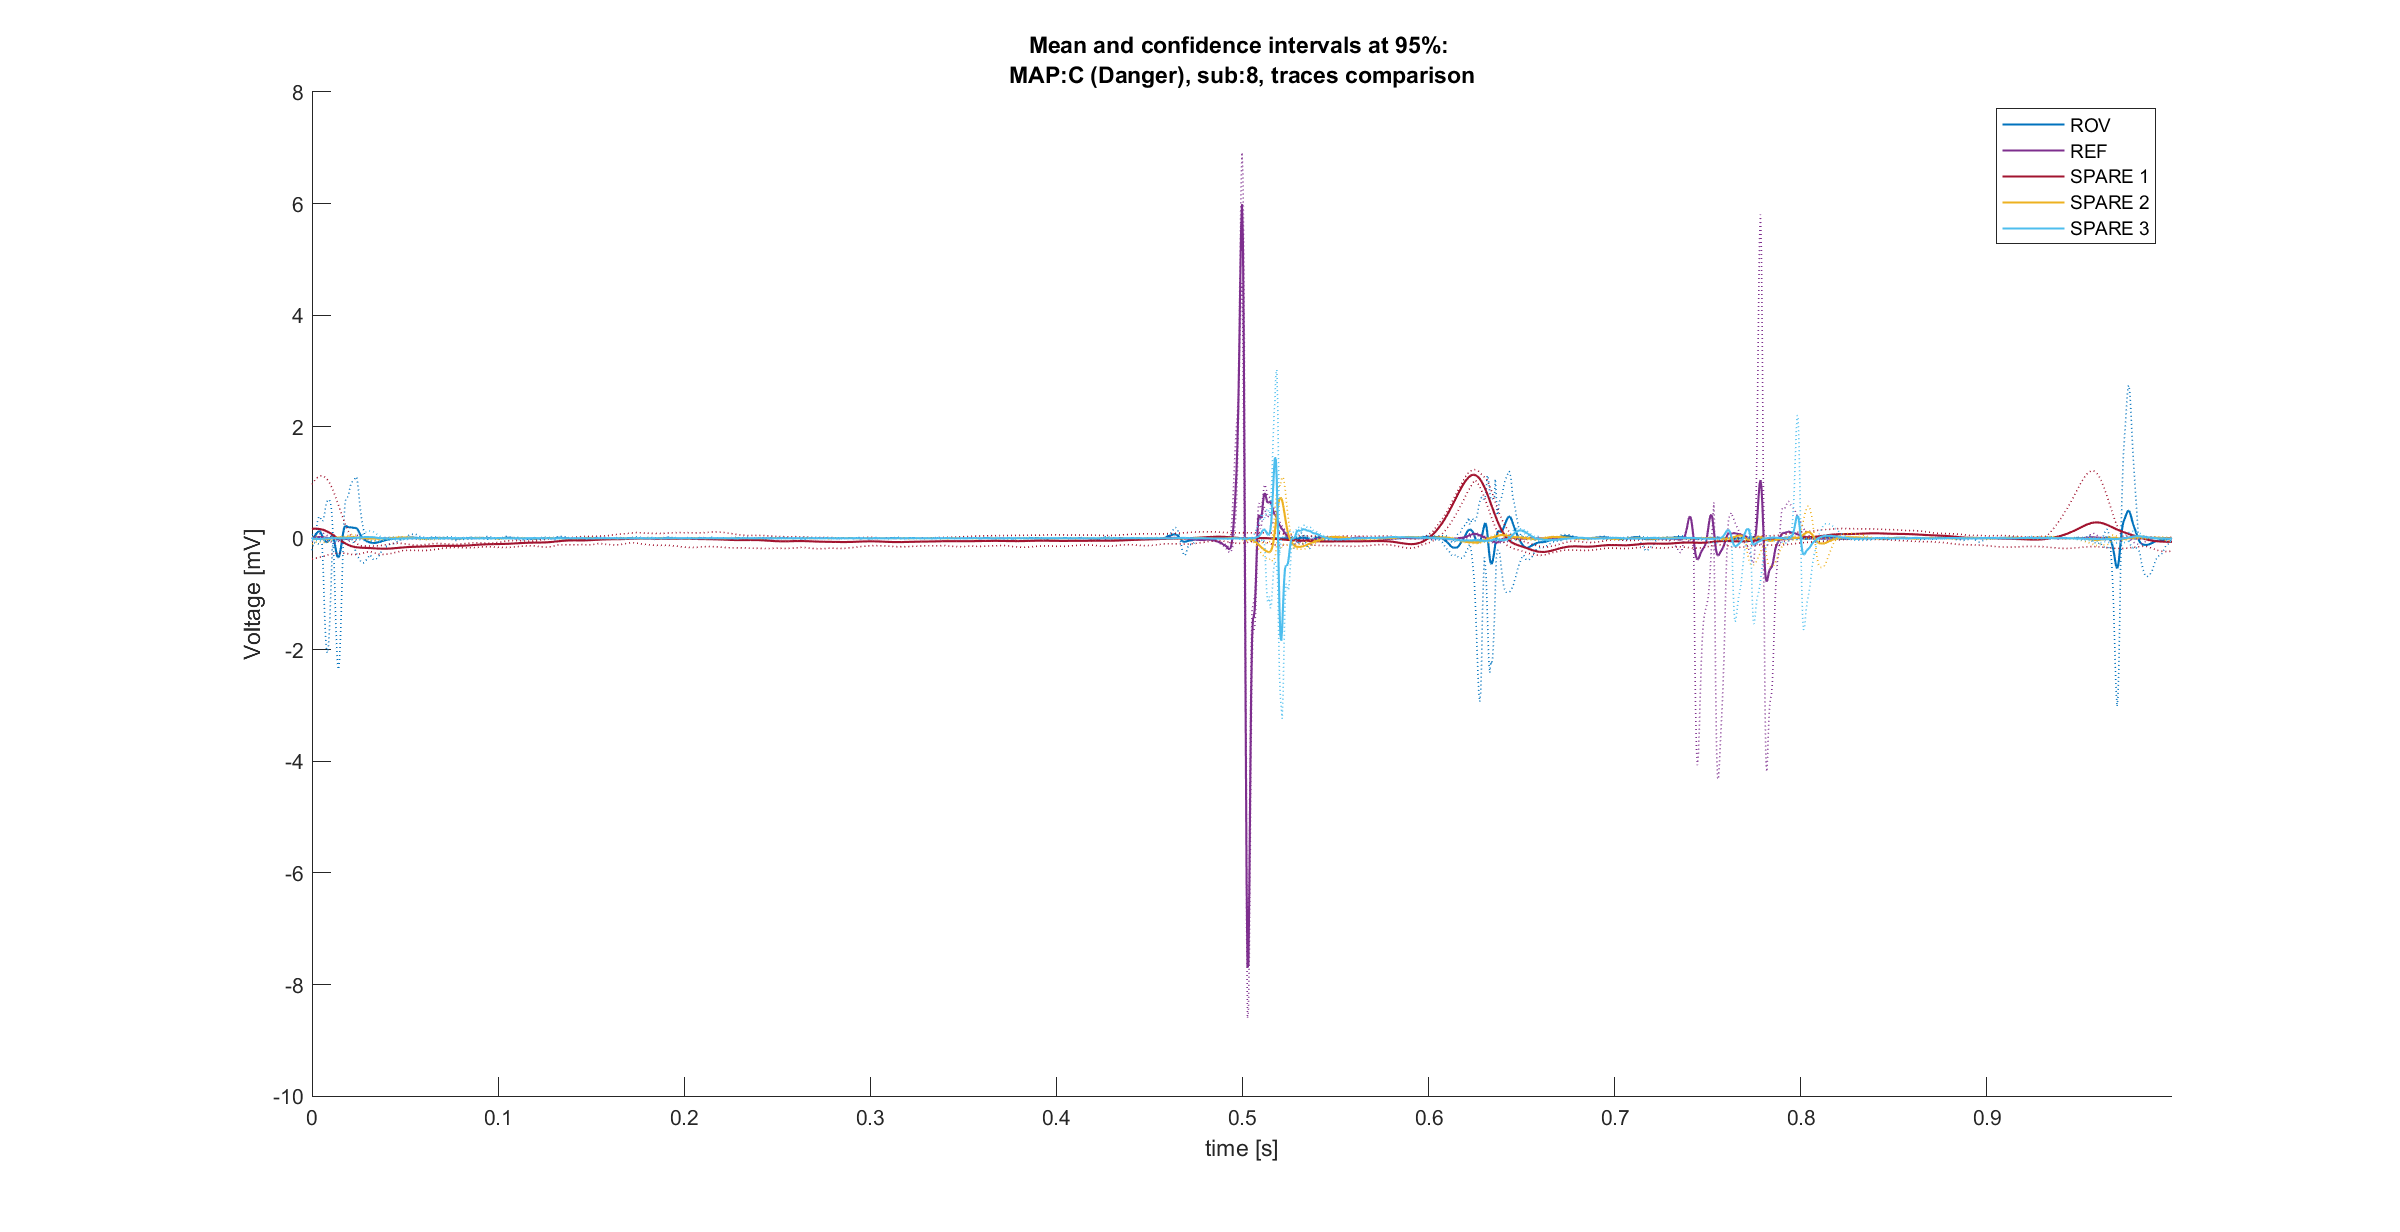 Mean and confidence intervals at 95%:
MAP:C (Danger), sub:8, traces comparison
8
6
4
2
0
-2
-4
-6
-8
-10
Voltage [mV]
ROV
REF
SPARE 1
SPARE 2
SPARE 3
0
0.1
0.2
0.3
0.4
0.5
0.6
0.7
0.8
0.9
time [s]